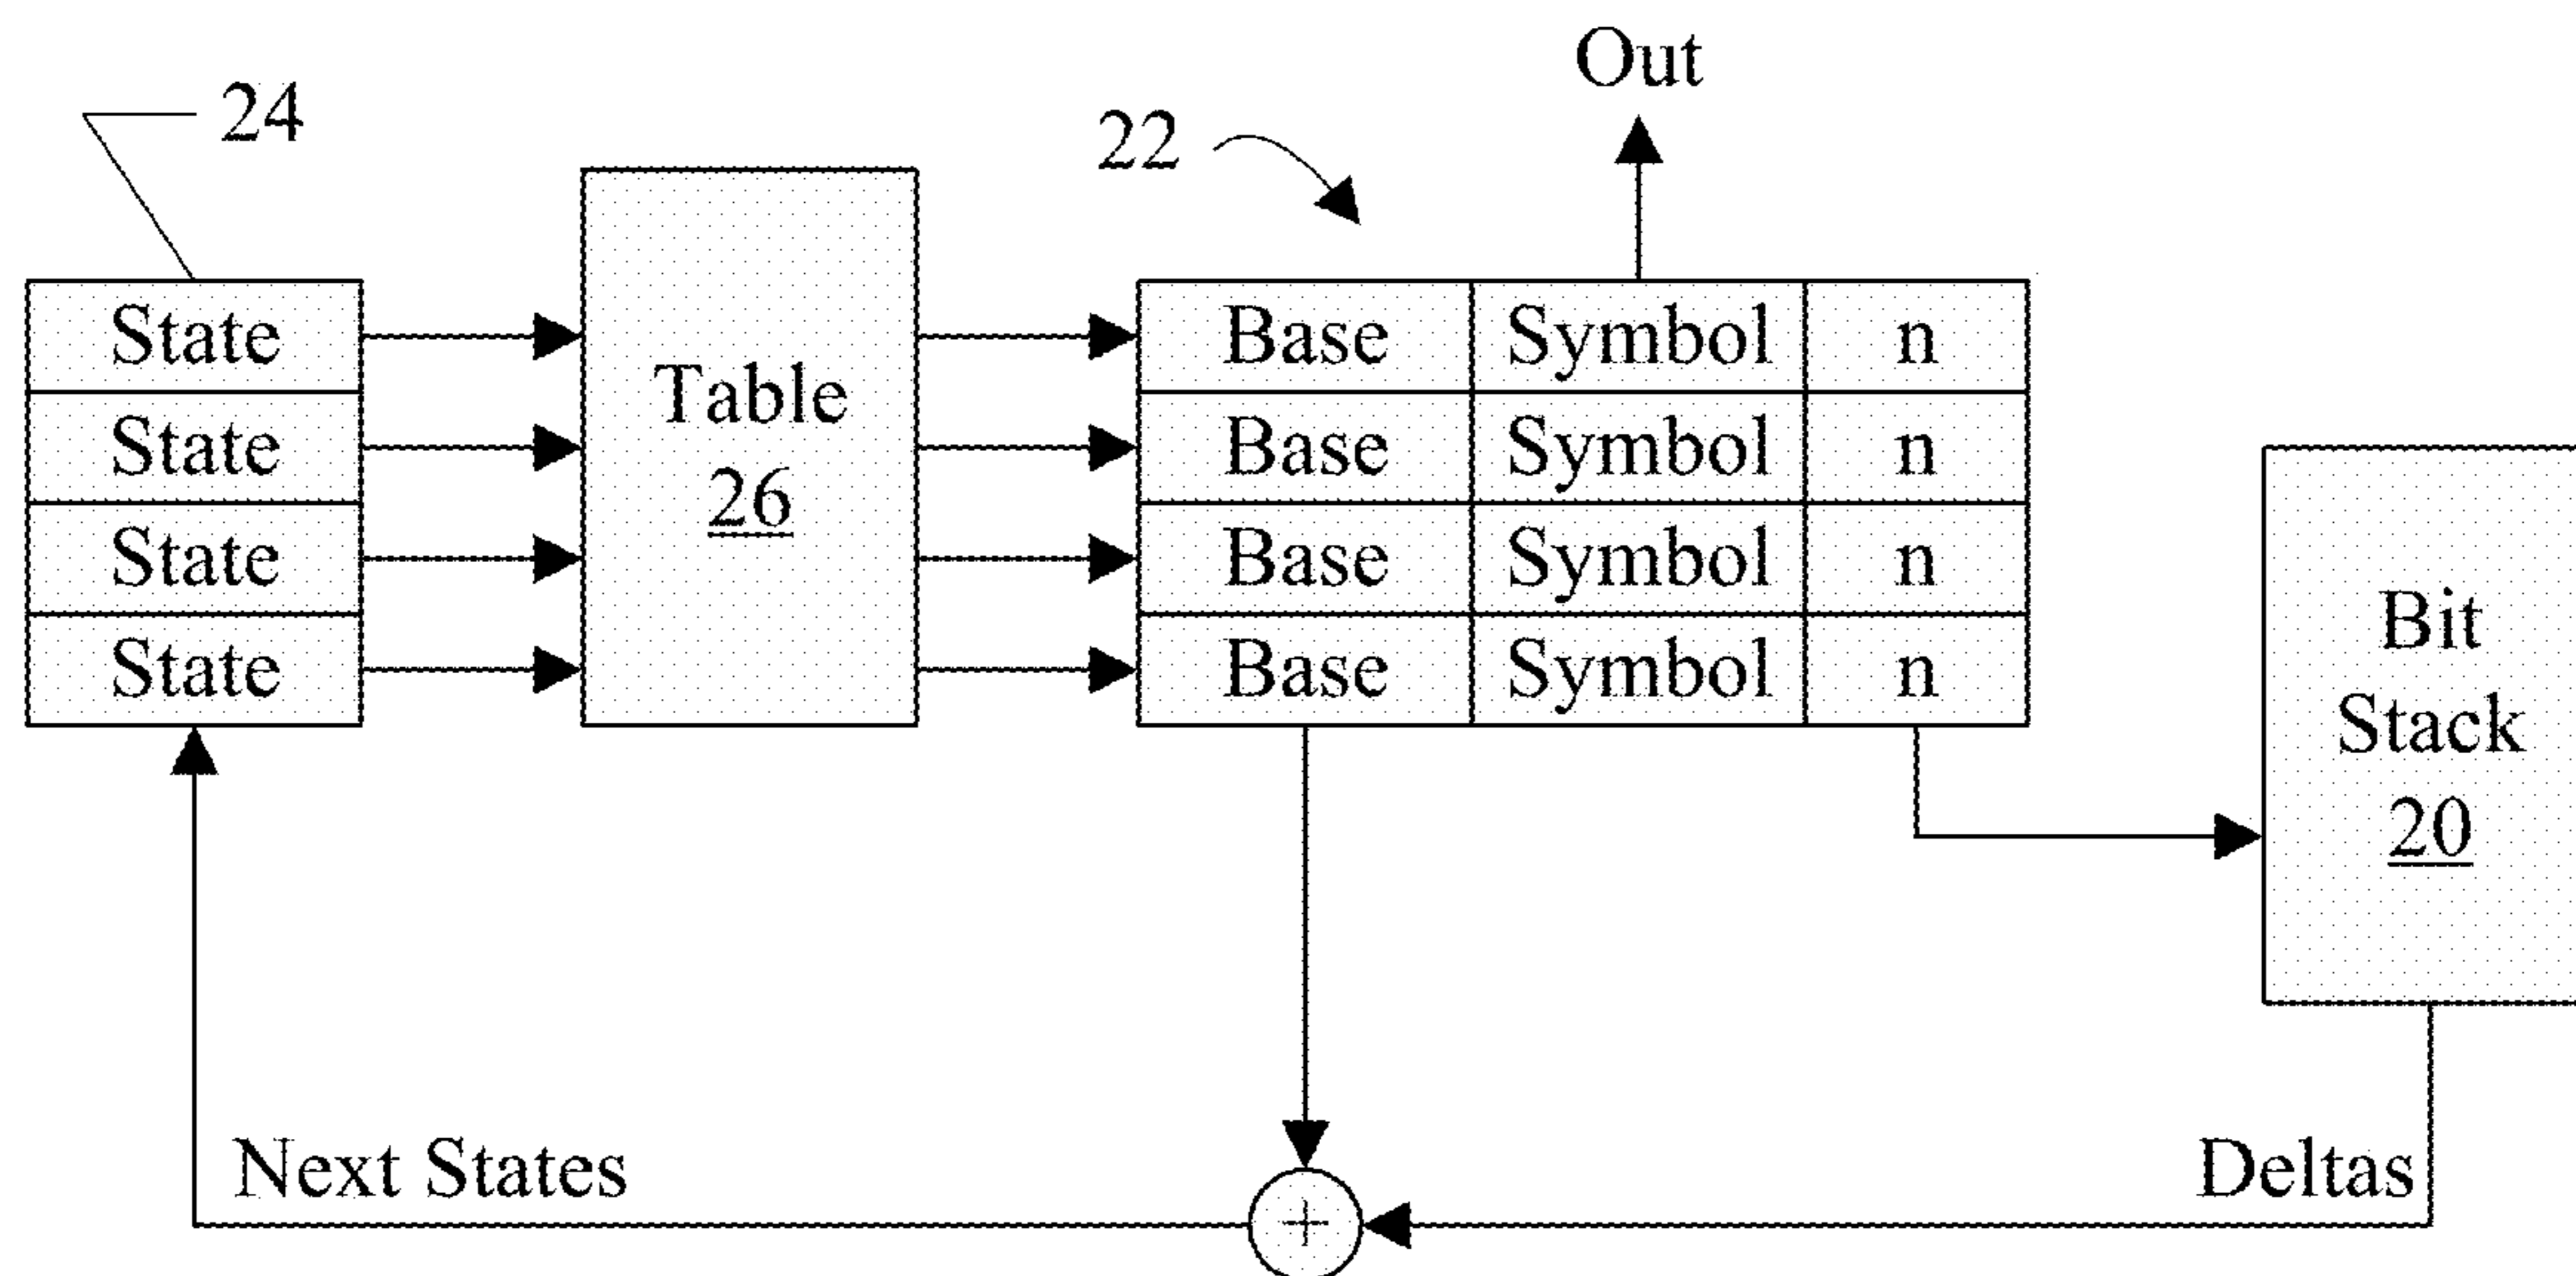 Out
24
22
State
State
State
State
Table
26
Base Symbol n
Base Symbol n
Base Symbol n
Base Symbol n
Bit
Stack
20
Next States
Deltas
+